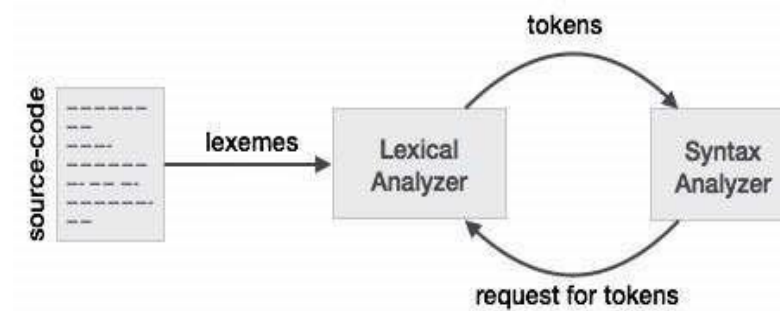 tokens
source-code
lexemes
Lexical
Analyzer
Syntax
Analyzer
request for tokens